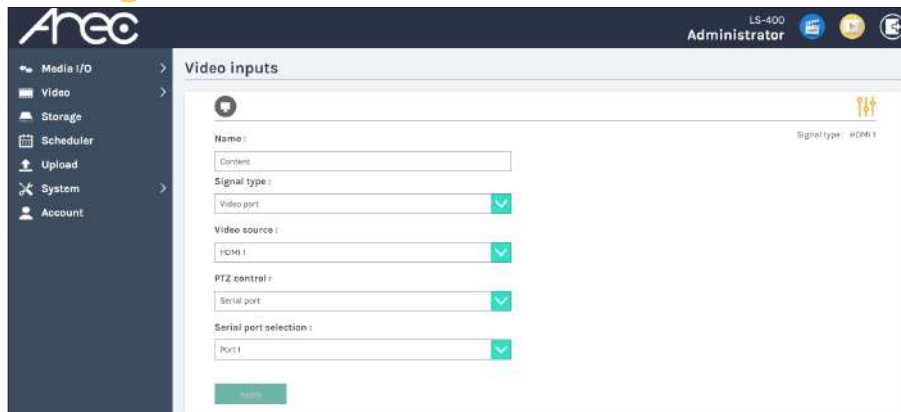 Arec
LS-400
Administrator
Media I/O
Video
Storage
Scheduler
Upload
System
Account
Video inputs
Signal type : HDMI 1
Name :
Content
Signal type :
Video port
Video source :
HDMI 1
PTZ control :
Serial port
Serial port selection :
Port 1
Apply